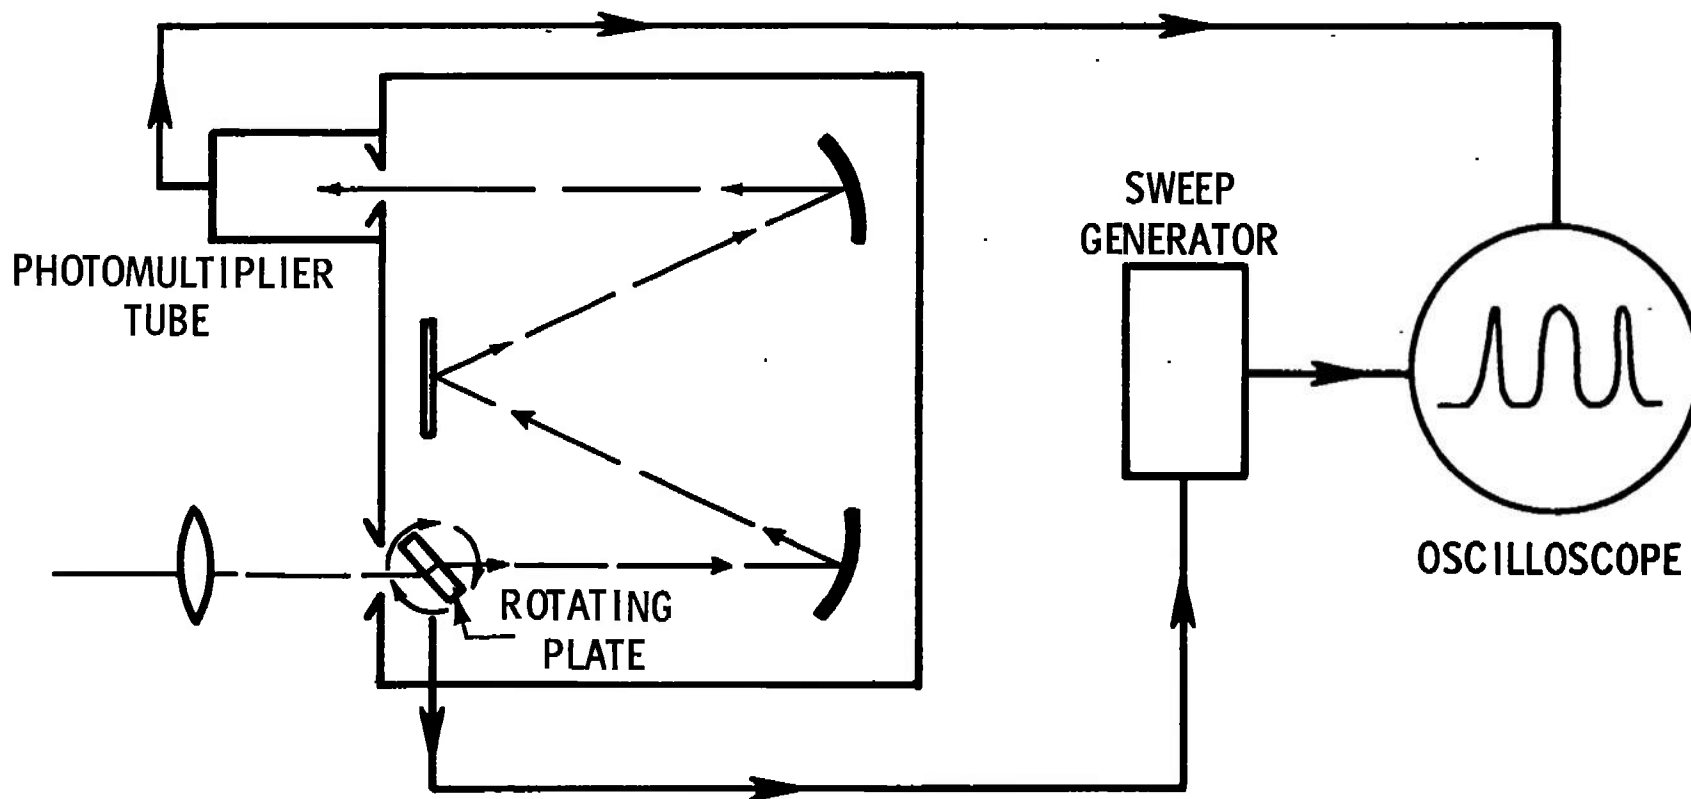 PHOTOMULTIPLIER
TUBE
SWEEP
GENERATOR
OSCILLOSCOPE
ROTATING
PLATE